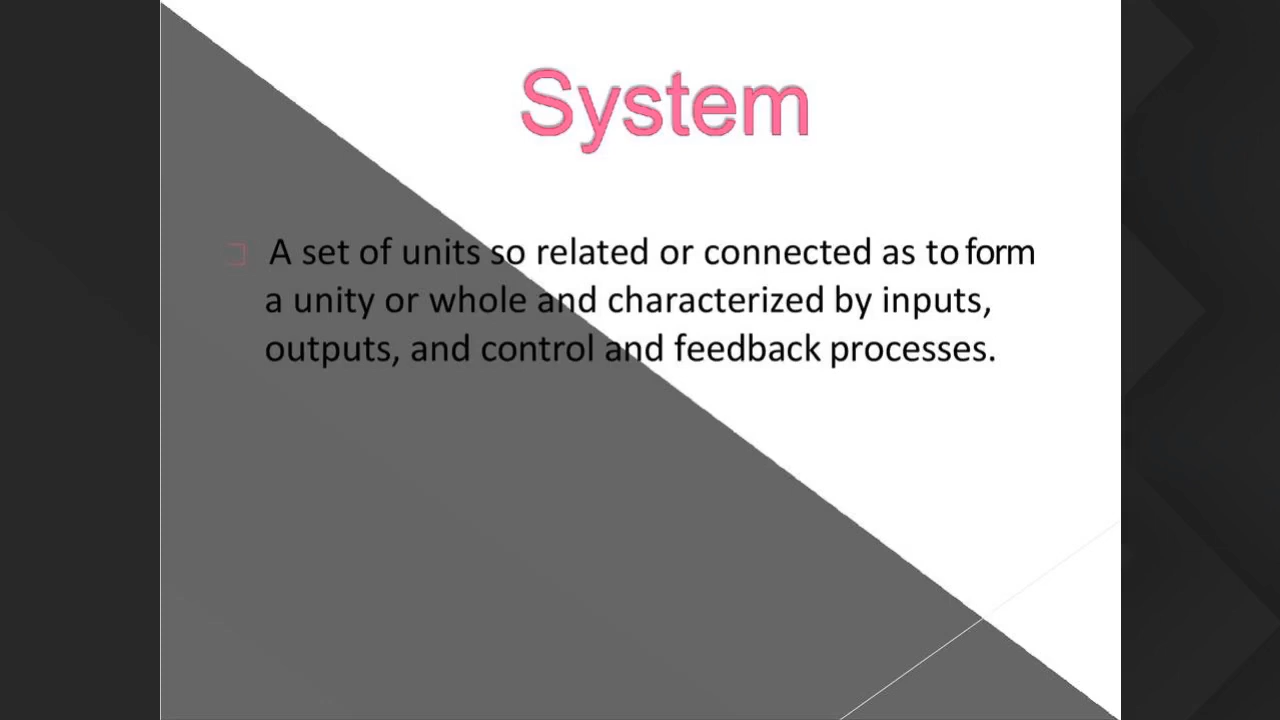 System
A set of units so related or connected as to form
a unity or whole and characterized by inputs,
outputs, and control and feedback processes.